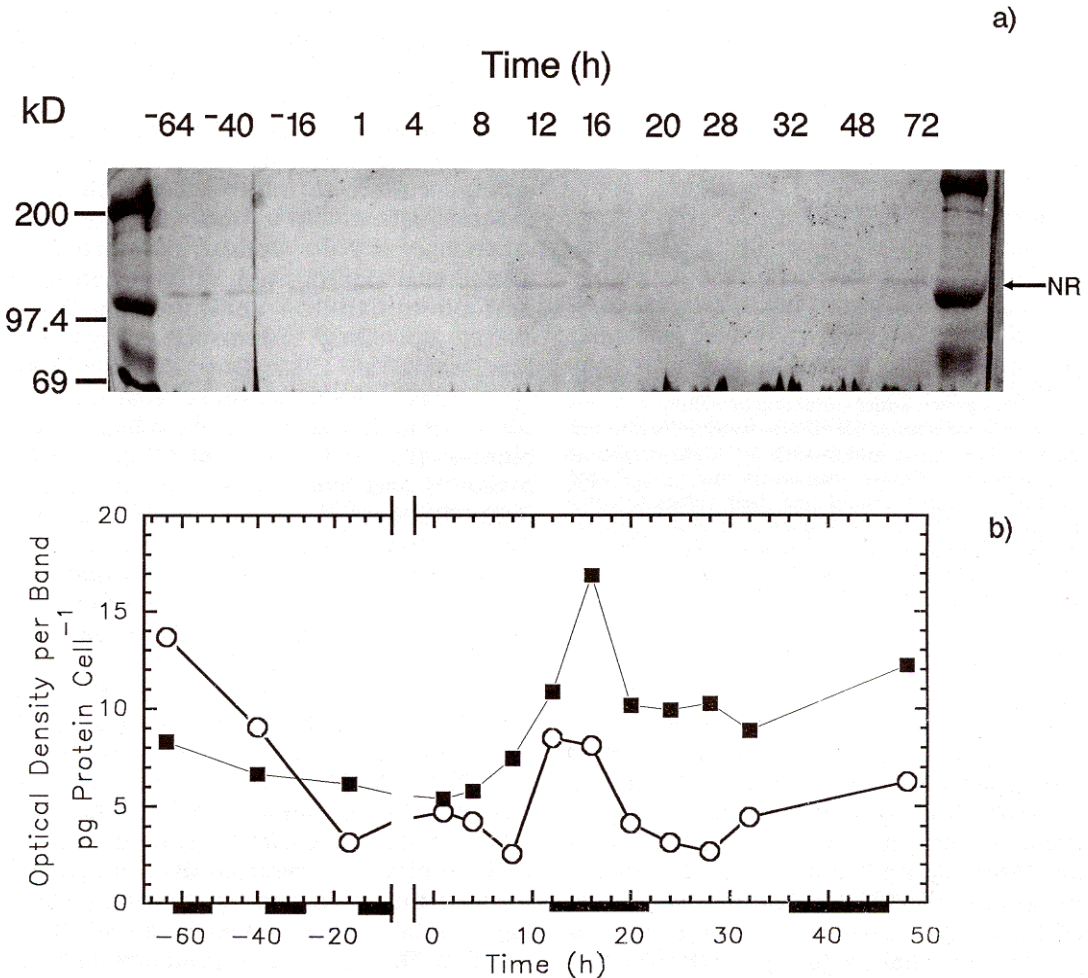 a)
Time (h)
kD
-64 -40 -16 1 4 8 12 16 20 28 32 48 72
200
NR
97.4
69
b)
Optical Density per Band
pg Protein Cell-1
20
15
10
5
0
-60 -40 -20 0 10 20 30 40 50
Time (h)